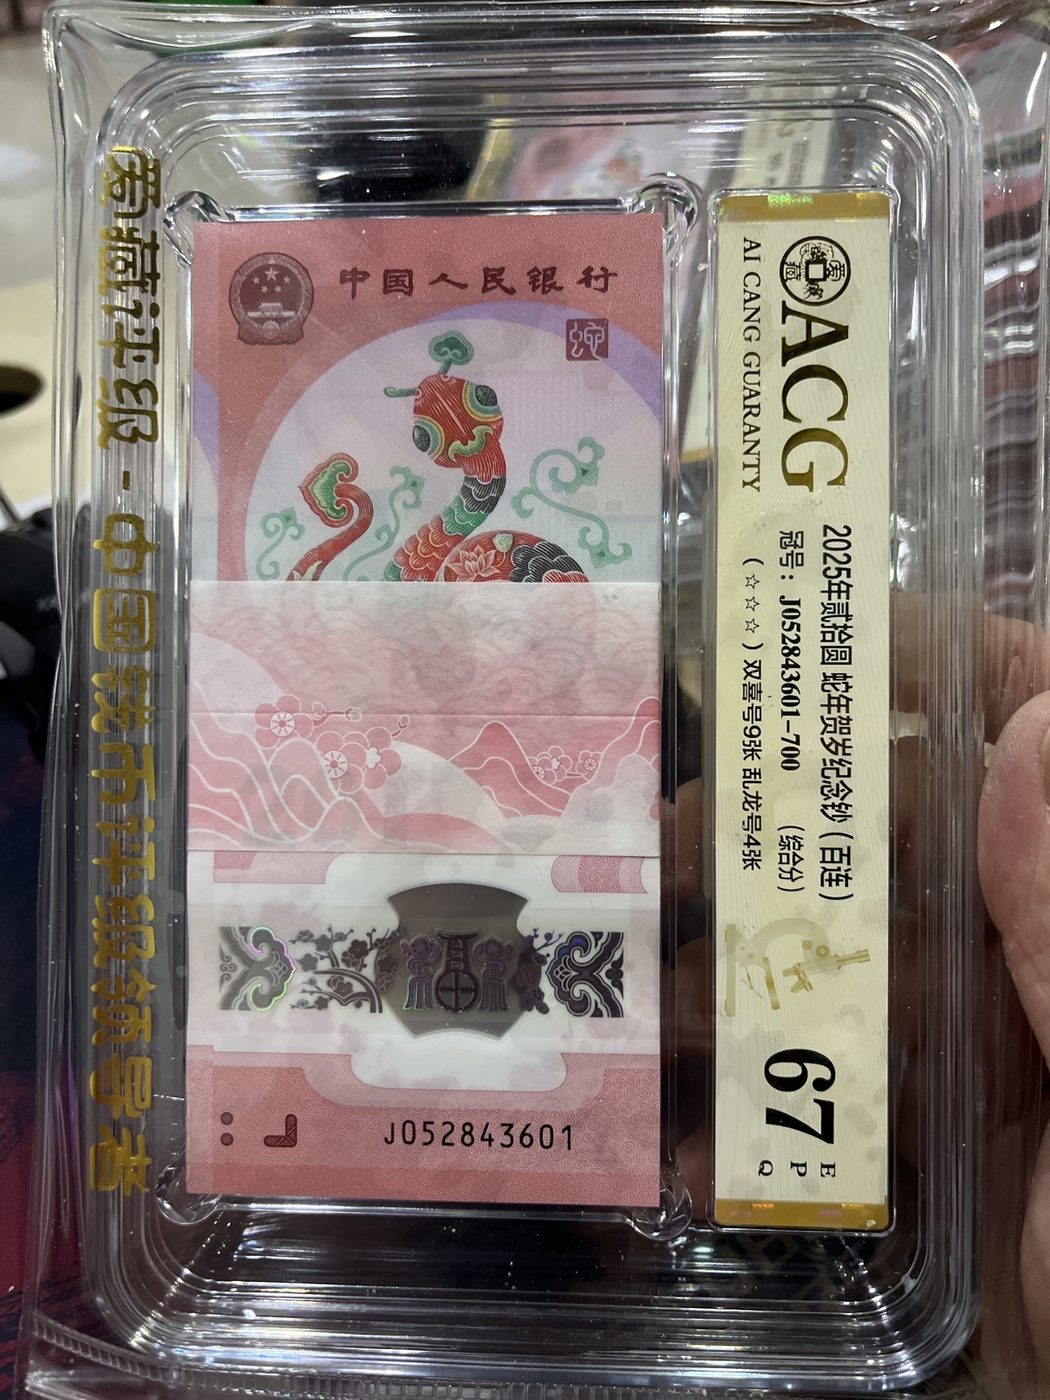 爱藏评级-中国钱币评级领导者
中国人民银行
蛇
J052843601
爱藏
ACG
AI CANG GUARANTY
2025年贰拾圆 蛇年贺岁纪念钞（百连）
冠号：J052843601-700 （综合分）
（☆☆☆）双喜号9张 乱龙号4张
67
E
P
Q